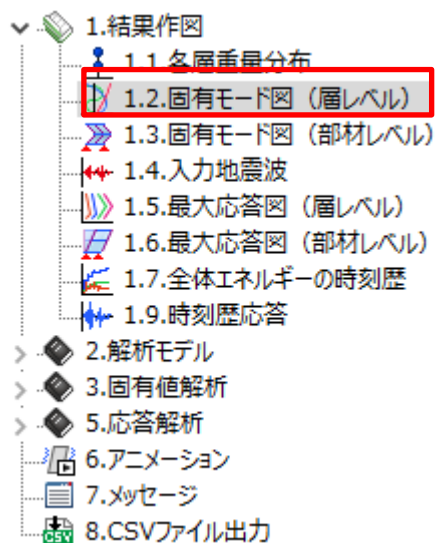 1.結果作図
1.1.各層重量分布
1.2.固有モード図（層レベル）
1.3.固有モード図（部材レベル）
1.4.入力地震波
1.5.最大応答図（層レベル）
1.6.最大応答図（部材レベル）
1.7.全体エネルギーの時刻歴
1.9.時刻歴応答
2.解析モデル
3.固有値解析
5.応答解析
6.アニメーション
7.メッセージ
8.CSVファイル出力